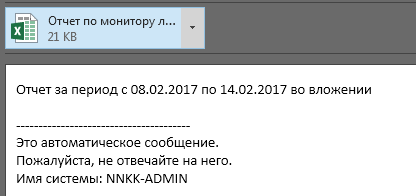 Отчет по монитору л...
21 KB
Отчет за период с 08.02.2017 по 14.02.2017 во вложении
--------------------------------------
Это автоматическое сообщение.
Пожалуйста, не отвечайте на него.
Имя системы: NNKK-ADMIN